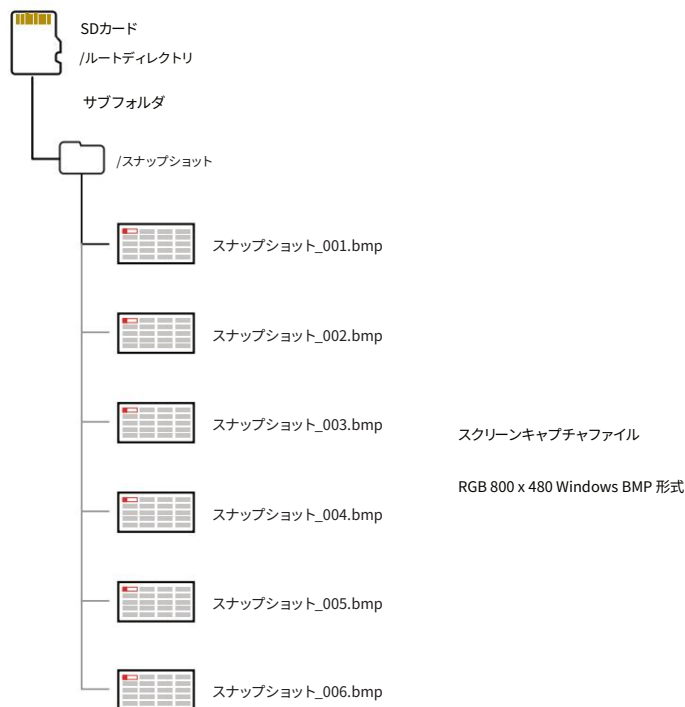 SDカード
/ルートディレクトリ
サブフォルダ
/スナップショット
スナップショット_001.bmp
スナップショット_002.bmp
スナップショット_003.bmp
スクリーンキャプチャファイル
RGB 800 x 480 Windows BMP 形式
スナップショット_004.bmp
スナップショット_005.bmp
スナップショット_006.bmp